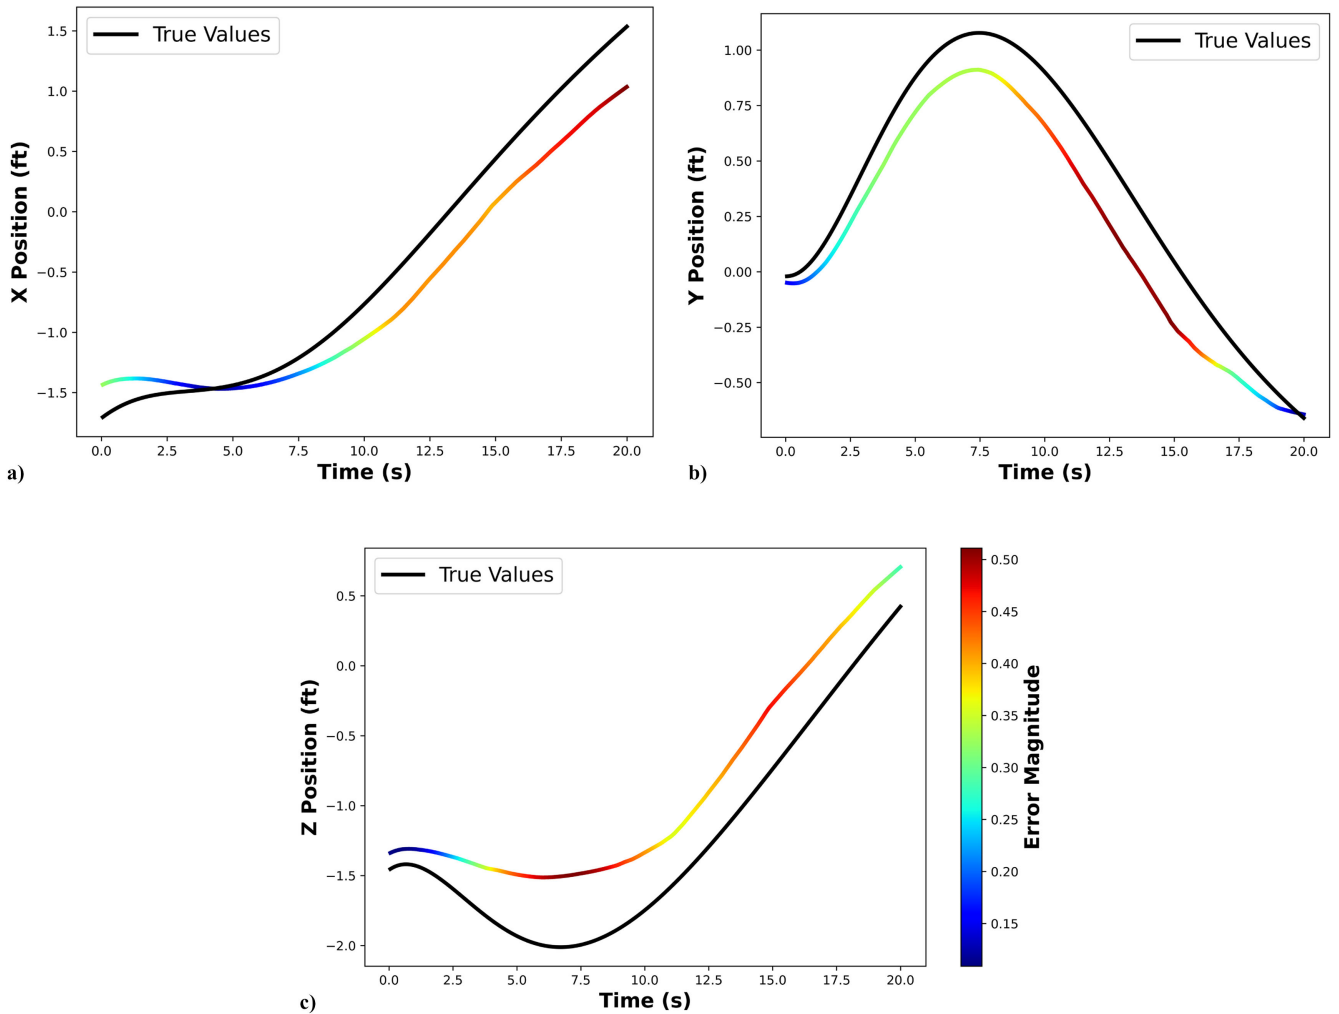 True Values
1.5
1.0
0.5
0.0
−0.5
−1.0
−1.5
X Position (ft)
0.0 2.5 5.0 7.5 10.0 12.5 15.0 17.5 20.0
Time (s)
a)
True Values
1.00
0.75
0.50
0.25
0.00
−0.25
−0.50
Y Position (ft)
0.0 2.5 5.0 7.5 10.0 12.5 15.0 17.5 20.0
Time (s)
b)
True Values
0.5
0.0
−0.5
−1.0
−1.5
−2.0
Z Position (ft)
0.0 2.5 5.0 7.5 10.0 12.5 15.0 17.5 20.0
Time (s)
c)
0.50
0.45
0.40
0.35
0.30
0.25
0.20
0.15
Error Magnitude